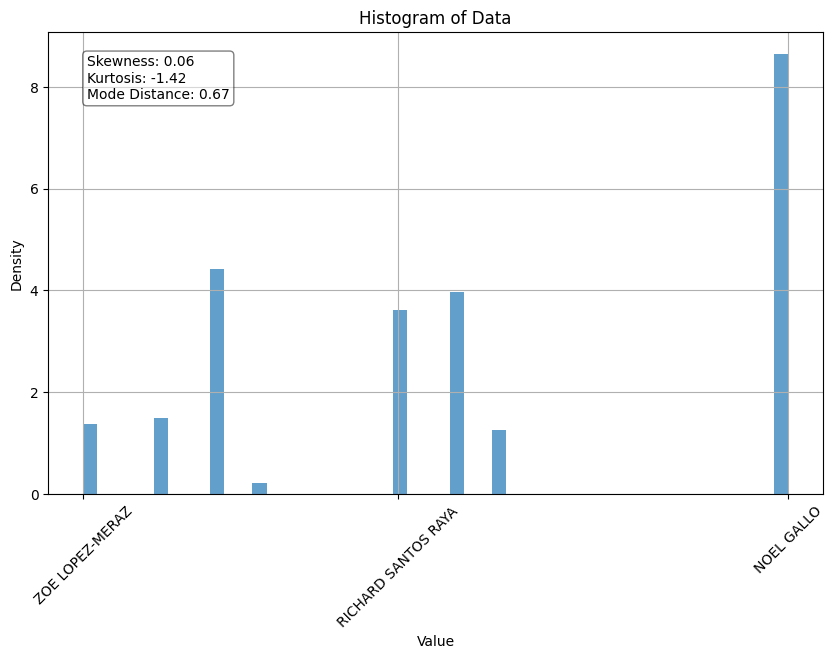 Histogram of Data
Skewness: 0.06
Kurtosis: -1.42
Mode Distance: 0.67
Density
8
6
4
2
0
ZOE LOPEZ-MERAZ
RICHARD SANTOS RAYA
NOEL GALLO
Value